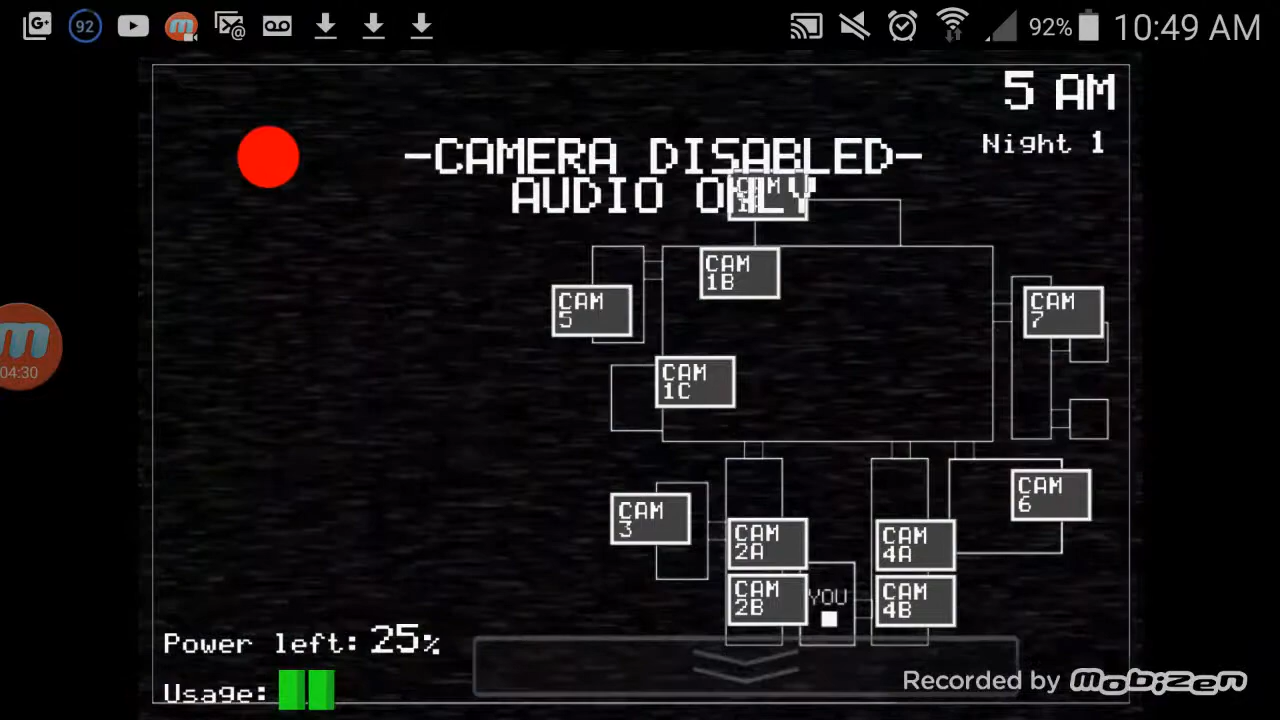 92
92%
10:49 AM
5 AM
Night 1
-CAMERA DISABLED-
AUDIO ONLY
CAM
CAM
1B
CAM
5
CAM
7
04:30
CAM
1C
CAM
6
CAM
3
CAM
2A
CAM
4A
CAM
2B
YOU
CAM
4B
Power left: 25%
Usage:
Recorded by mobizen